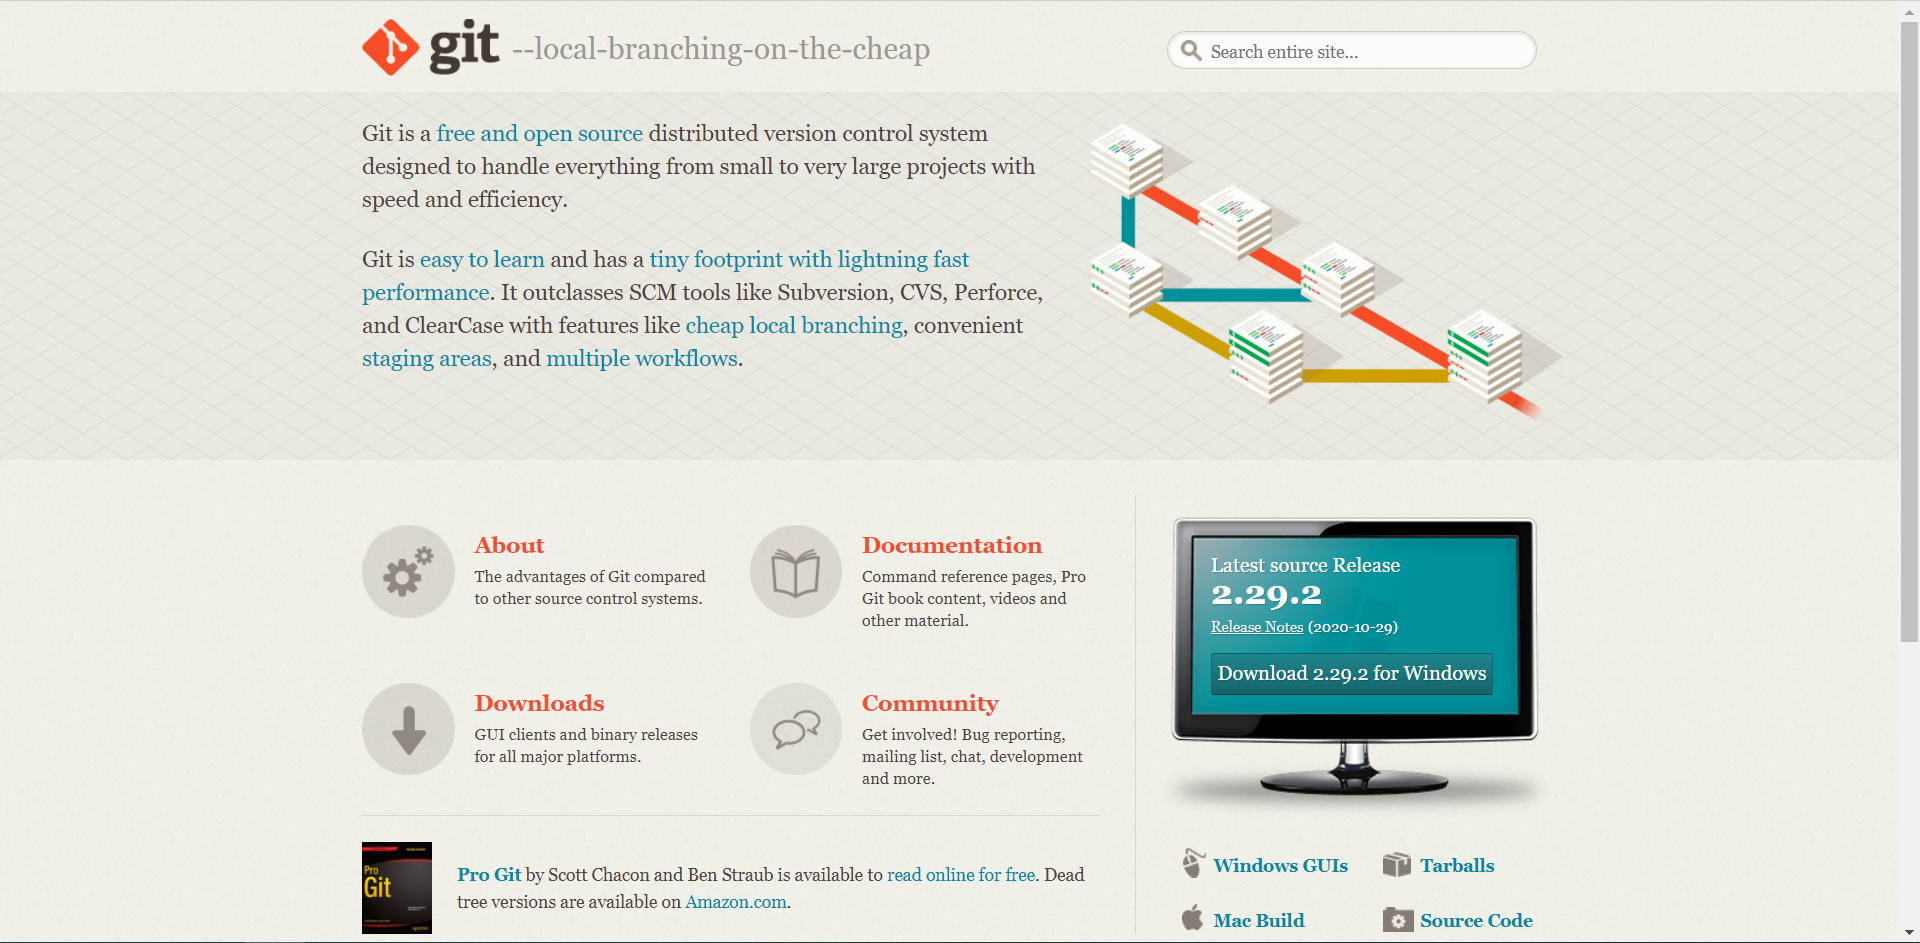 git --local-branching-on-the-cheap
Search entire site...
Git is a free and open source distributed version control system
designed to handle everything from small to very large projects with
speed and efficiency.
Git is easy to learn and has a tiny footprint with lightning fast
performance. It outclasses SCM tools like Subversion, CVS, Perforce,
and ClearCase with features like cheap local branching, convenient
staging areas, and multiple workflows.
About
The advantages of Git compared
to other source control systems.
Documentation
Command reference pages, Pro
Git book content, videos and
other material.
Downloads
GUI clients and binary releases
for all major platforms.
Community
Get involved! Bug reporting,
mailing list, chat, development
and more.
Pro
Git
Pro Git by Scott Chacon and Ben Straub is available to read online for free. Dead
tree versions are available on Amazon.com.
Latest source Release
2.29.2
Release Notes (2020-10-29)
Download 2.29.2 for Windows
Windows GUIs
Tarballs
Mac Build
Source Code